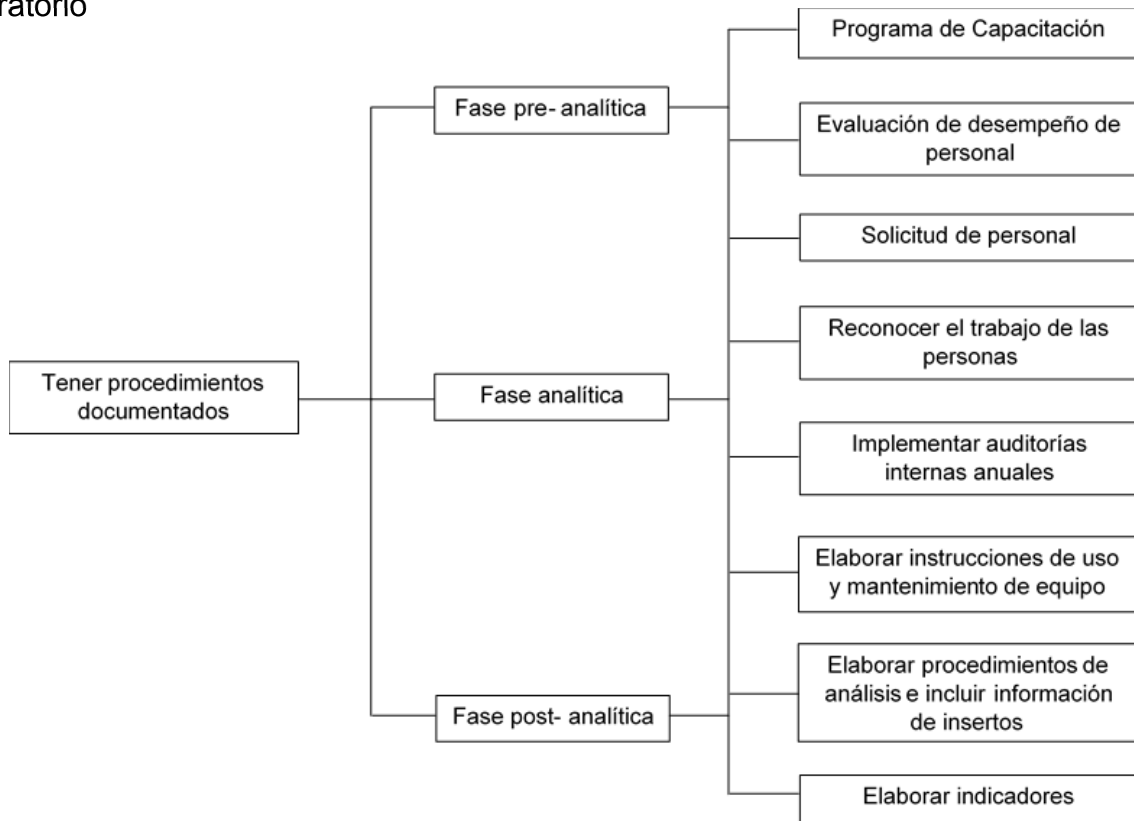 Programa de Capacitación
Fase pre- analítica
Evaluación de desempeño de
personal
Solicitud de personal
Reconocer el trabajo de las
personas
Tener procedimientos
documentados
Fase analítica
Implementar auditorías
internas anuales
Elaborar instrucciones de uso
y mantenimiento de equipo
Elaborar procedimientos de
análisis e incluir información
de insertos
Fase post- analítica
Elaborar indicadores